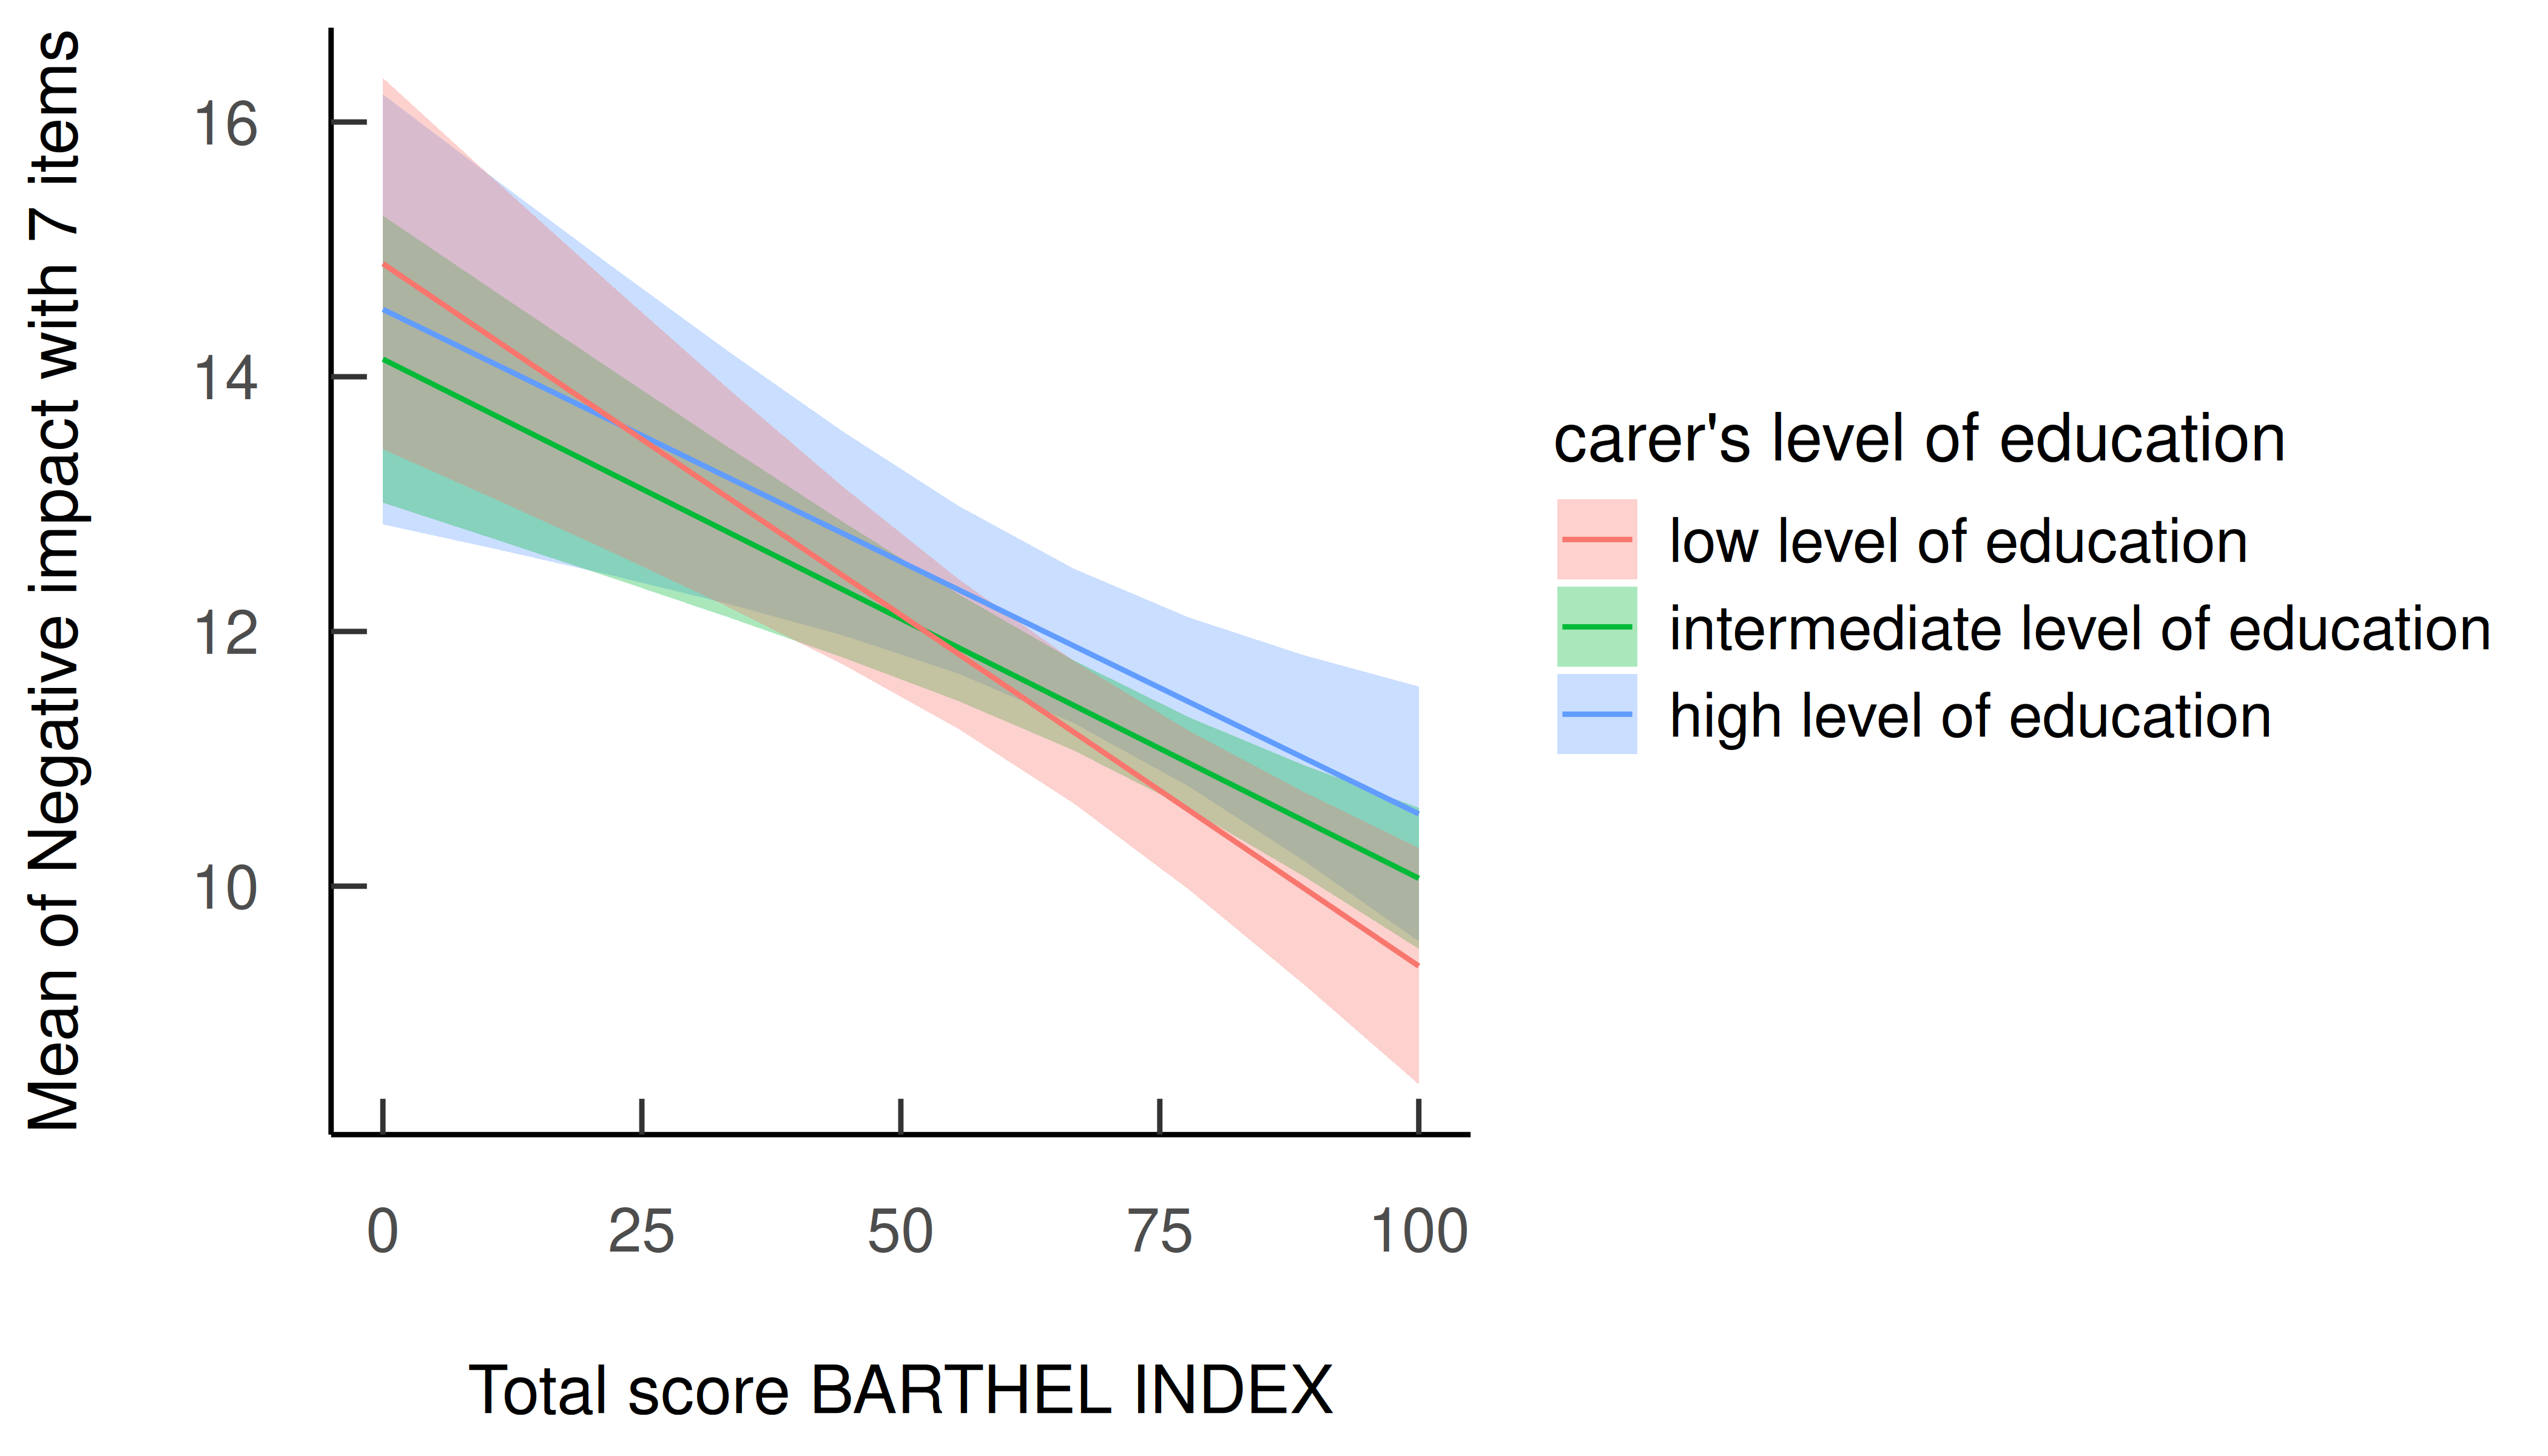 Mean of Negative impact with 7 items
16
14
12
10
0 25 50 75 100
Total score BARTHEL INDEX
carer's level of education
low level of education
intermediate level of education
high level of education